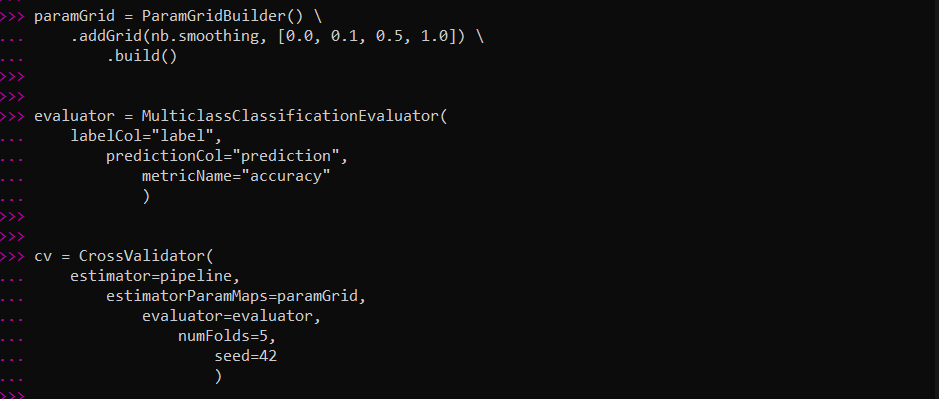 >>> paramGrid = ParamGridBuilder() \
...     .addGrid(nb.smoothing, [0.0, 0.1, 0.5, 1.0]) \
...         .build()
>>>
>>>
>>> evaluator = MulticlassClassificationEvaluator(
...     labelCol="label",
...         predictionCol="prediction",
...             metricName="accuracy"
...             )
>>>
>>>
>>> cv = CrossValidator(
...     estimator=pipeline,
...         estimatorParamMaps=paramGrid,
...             evaluator=evaluator,
...                 numFolds=5,
...                     seed=42
...                     )
>>>